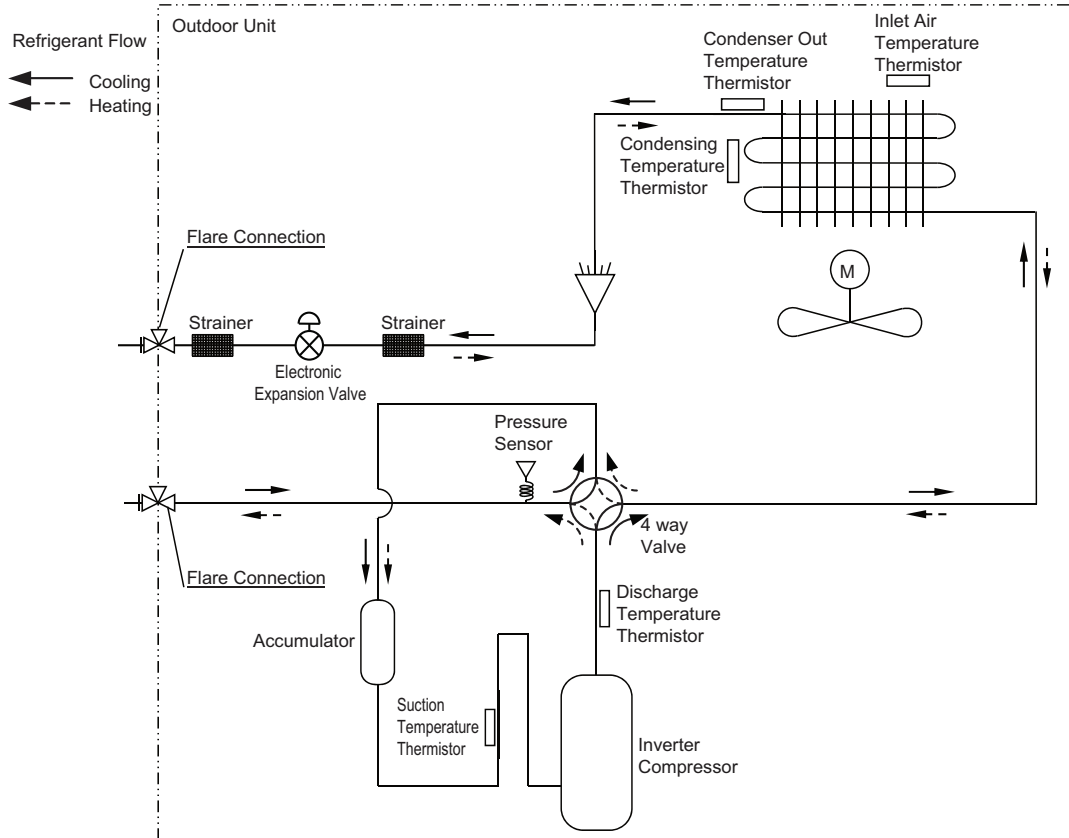 Outdoor Unit
Refrigerant Flow
Cooling
Heating
Condenser Out
Temperature
Thermistor
Inlet Air
Temperature
Thermistor
Condensing
Temperature
Thermistor
Flare Connection
M
Strainer
Strainer
Electronic
Expansion Valve
Pressure
Sensor
4 way
Valve
Flare Connection
Discharge
Temperature
Thermistor
Accumulator
Suction
Temperature
Thermistor
Inverter
Compressor